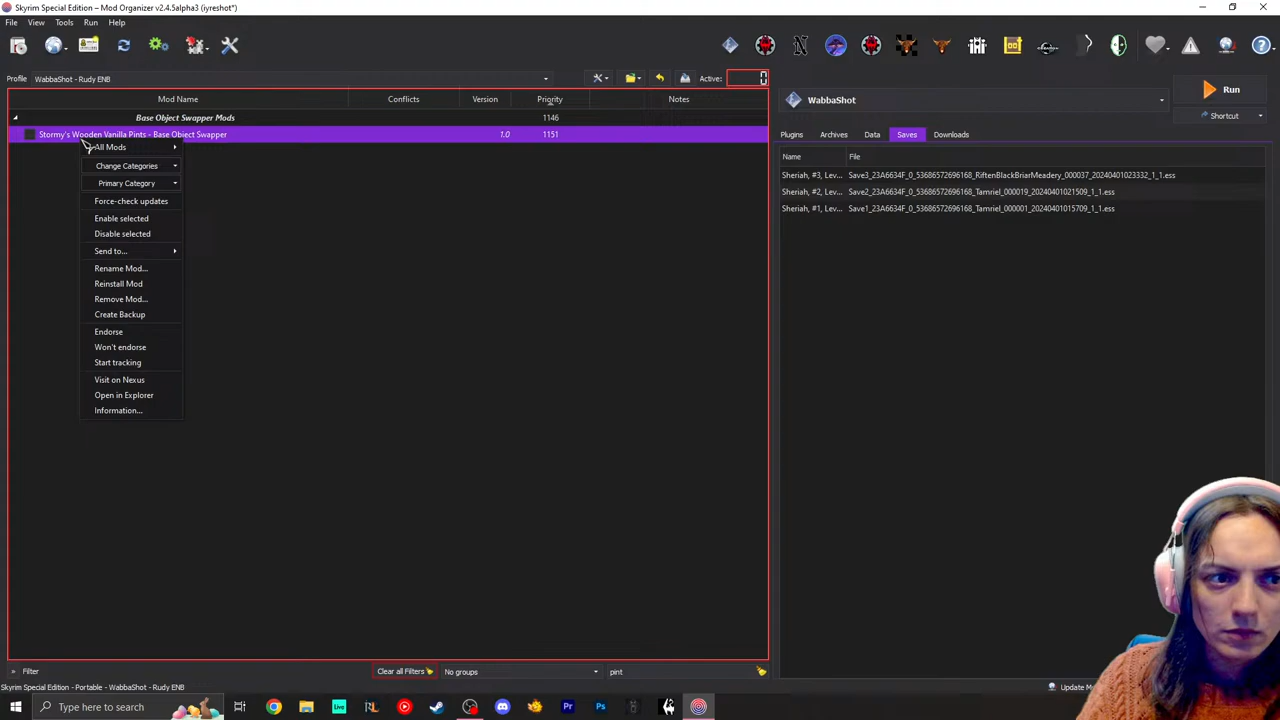 Skyrim Special Edition – Mod Organizer v2.4.5alpha3 (iyreshot*)
File View Tools Run Help
Profile WabbaShot - Rudy ENB Active: 0
Mod Name Conflicts Version Priority Notes
Base Object Swapper Mods 1146
Stormy's Wooden Vanilla Pints - Base Object Swapper 1.0 1151
All Mods
Change Categories
Primary Category
Force-check updates
Enable selected
Disable selected
Send to...
Rename Mod...
Reinstall Mod
Remove Mod...
Create Backup
Endorse
Won't endorse
Start tracking
Visit on Nexus
Open in Explorer
Information...
WabbaShot
Run
Shortcut
Plugins Archives Data Saves Downloads
Name File
Sheriah, #3, Lev... Save3_23A6634F_0_53686572696168_RiftenBlackBriarMeadery_000037_20240401023332_1_1.ess
Sheriah, #2, Lev... Save2_23A6634F_0_53686572696168_Tamriel_000019_20240401021509_1_1.ess
Sheriah, #1, Lev... Save1_23A6634F_0_53686572696168_Tamriel_000001_20240401015709_1_1.ess
» Filter Clear all Filters No groups pint
Skyrim Special Edition - Portable - WabbaShot - Rudy ENB
Update M
Type here to search